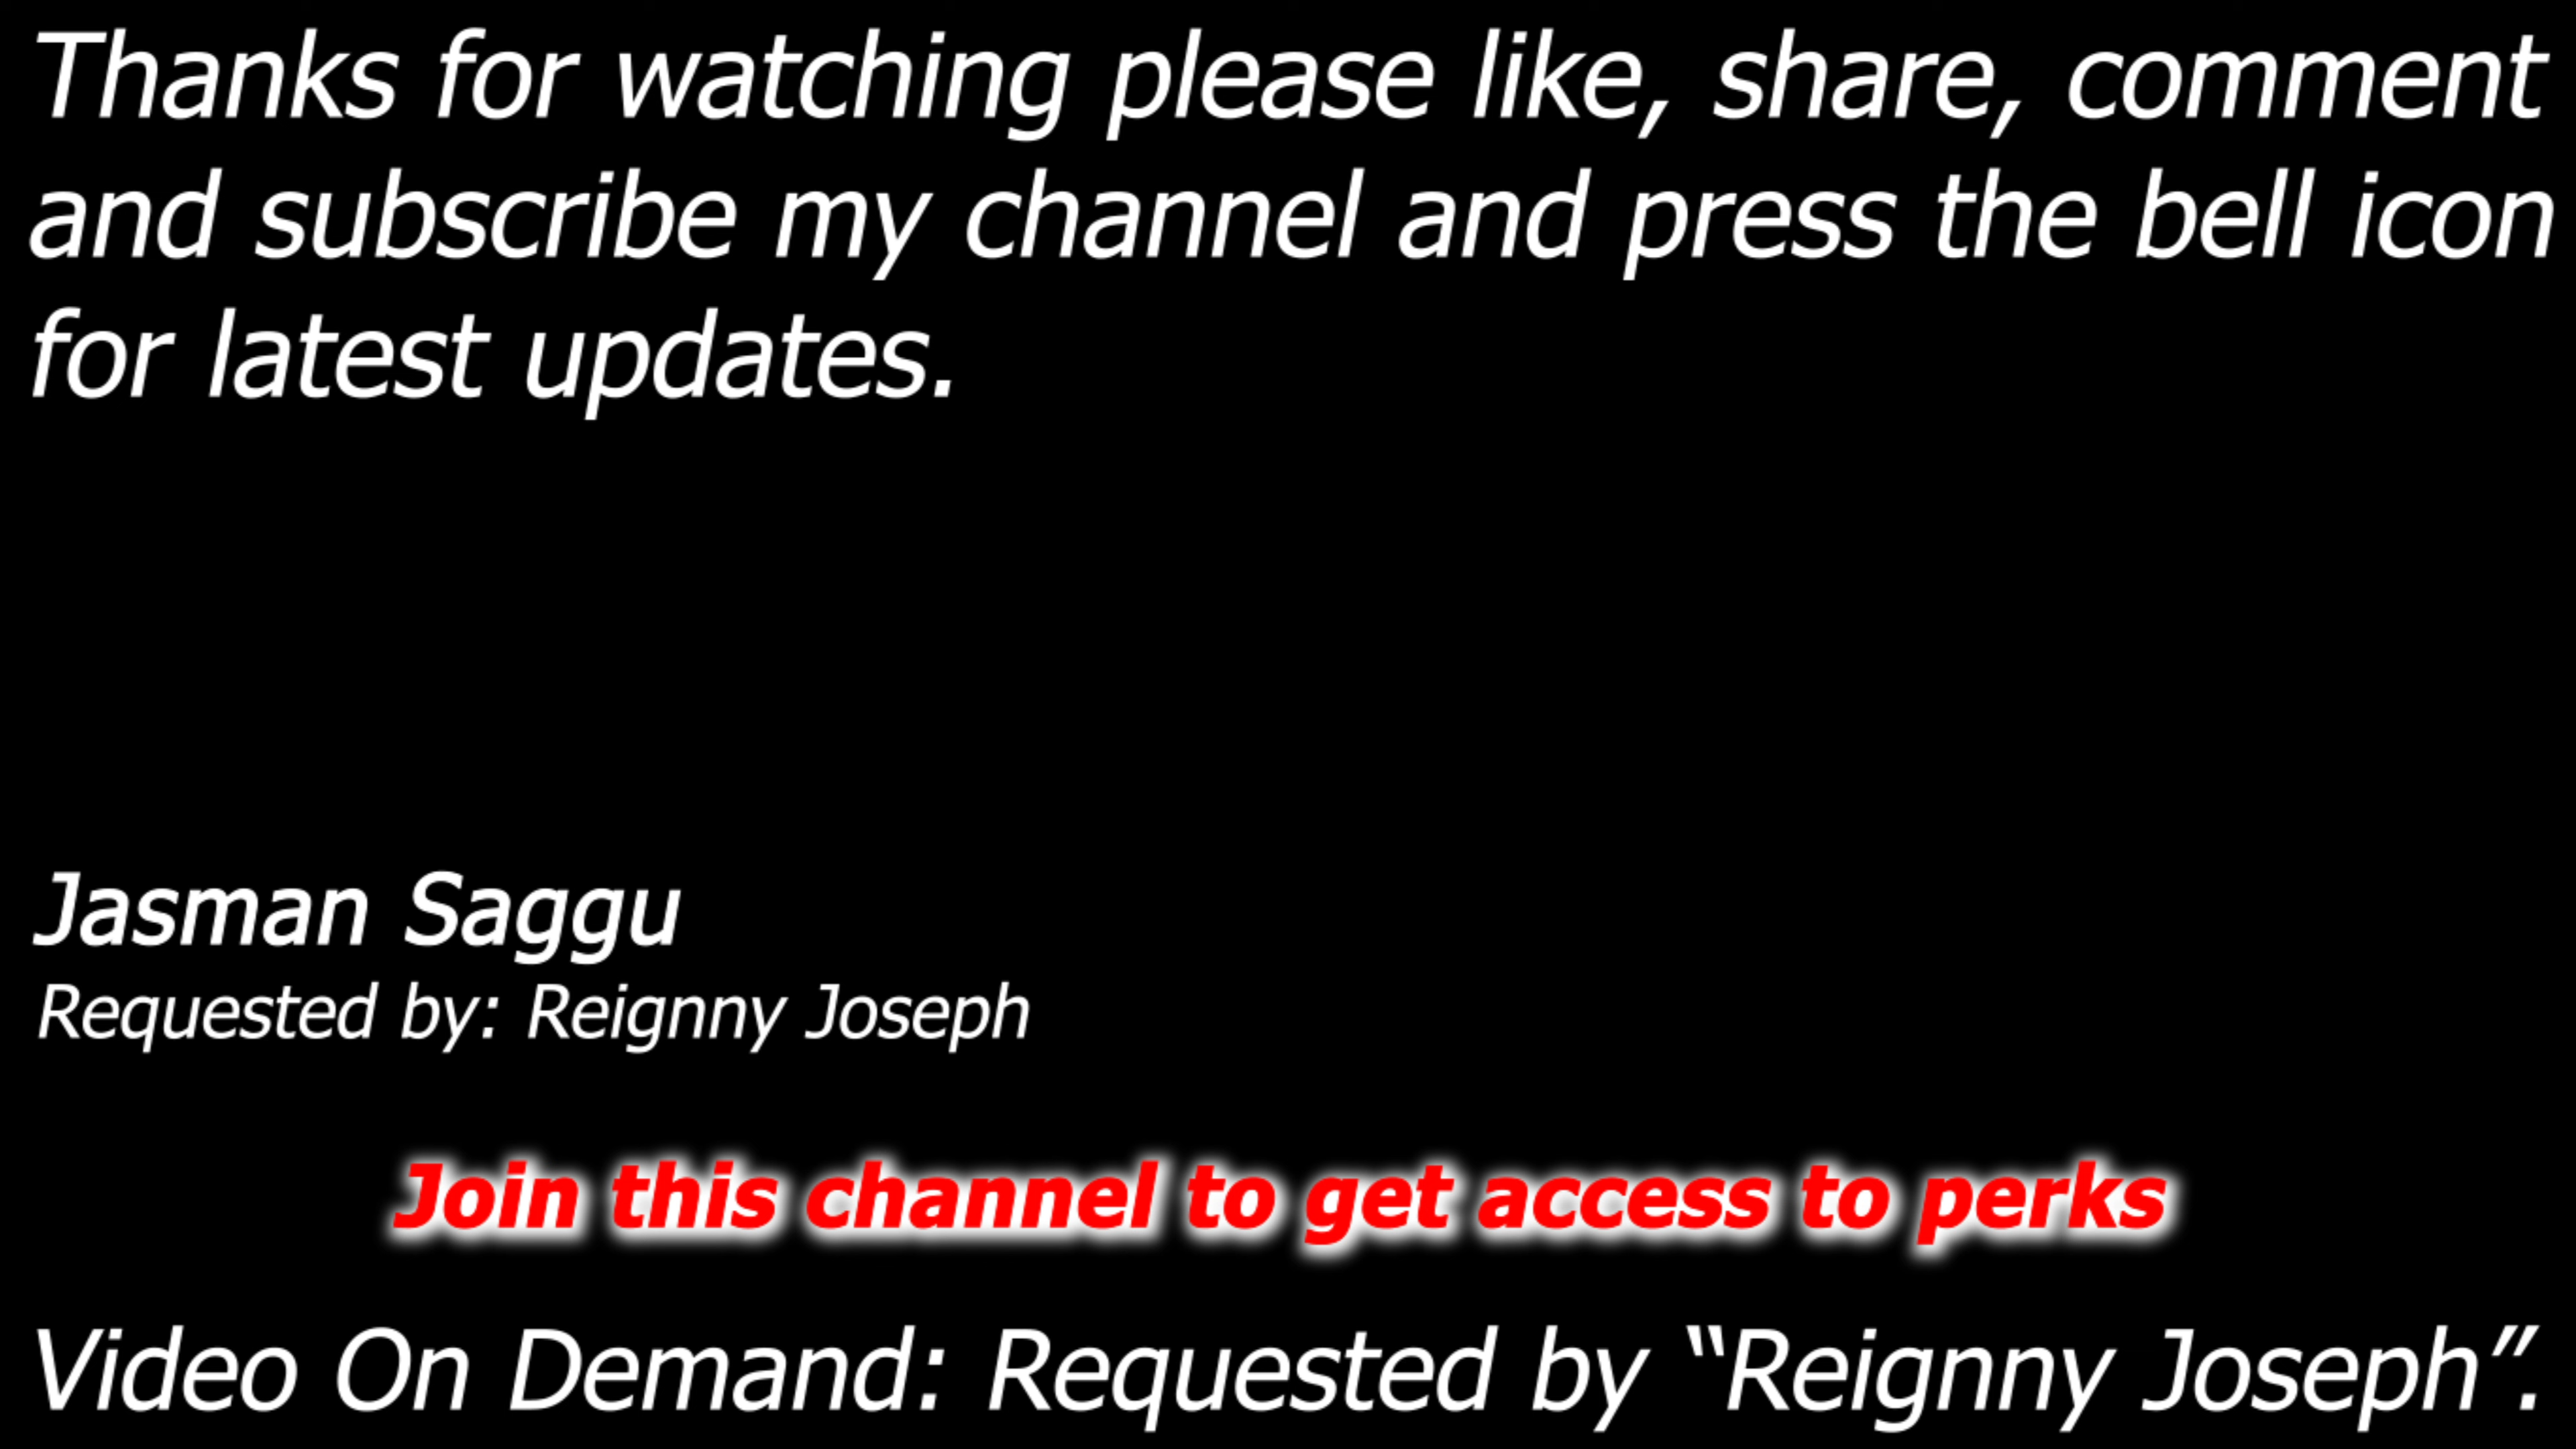 Thanks for watching please like, share, comment
and subscribe my channel and press the bell icon
for latest updates.
Jasman Saggu
Requested by: Reignny Joseph
Join this channel to get access to perks
Video On Demand: Requested by “Reignny Joseph”.